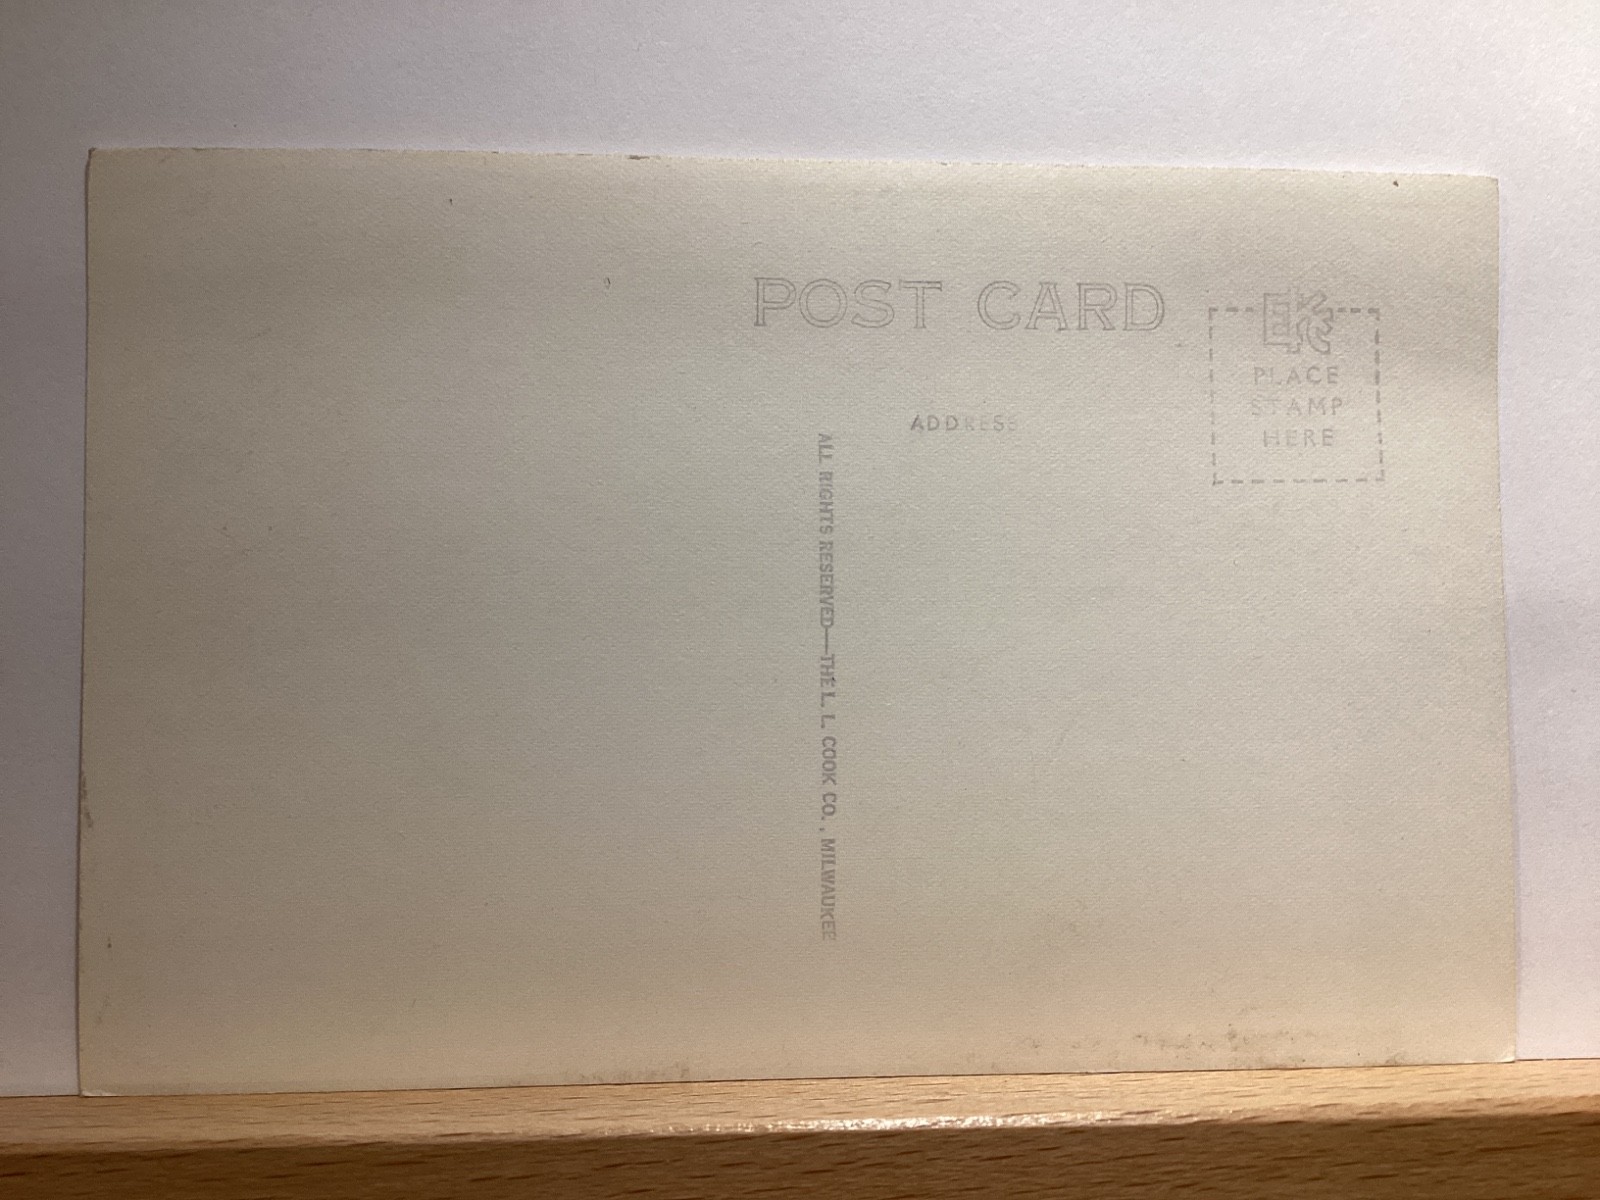 POST CARD
EKC
PLACE
STAMP
HERE
ADDRESS
ALL RIGHTS RESERVED—THE L. L. COOK CO., MILWAUKEE